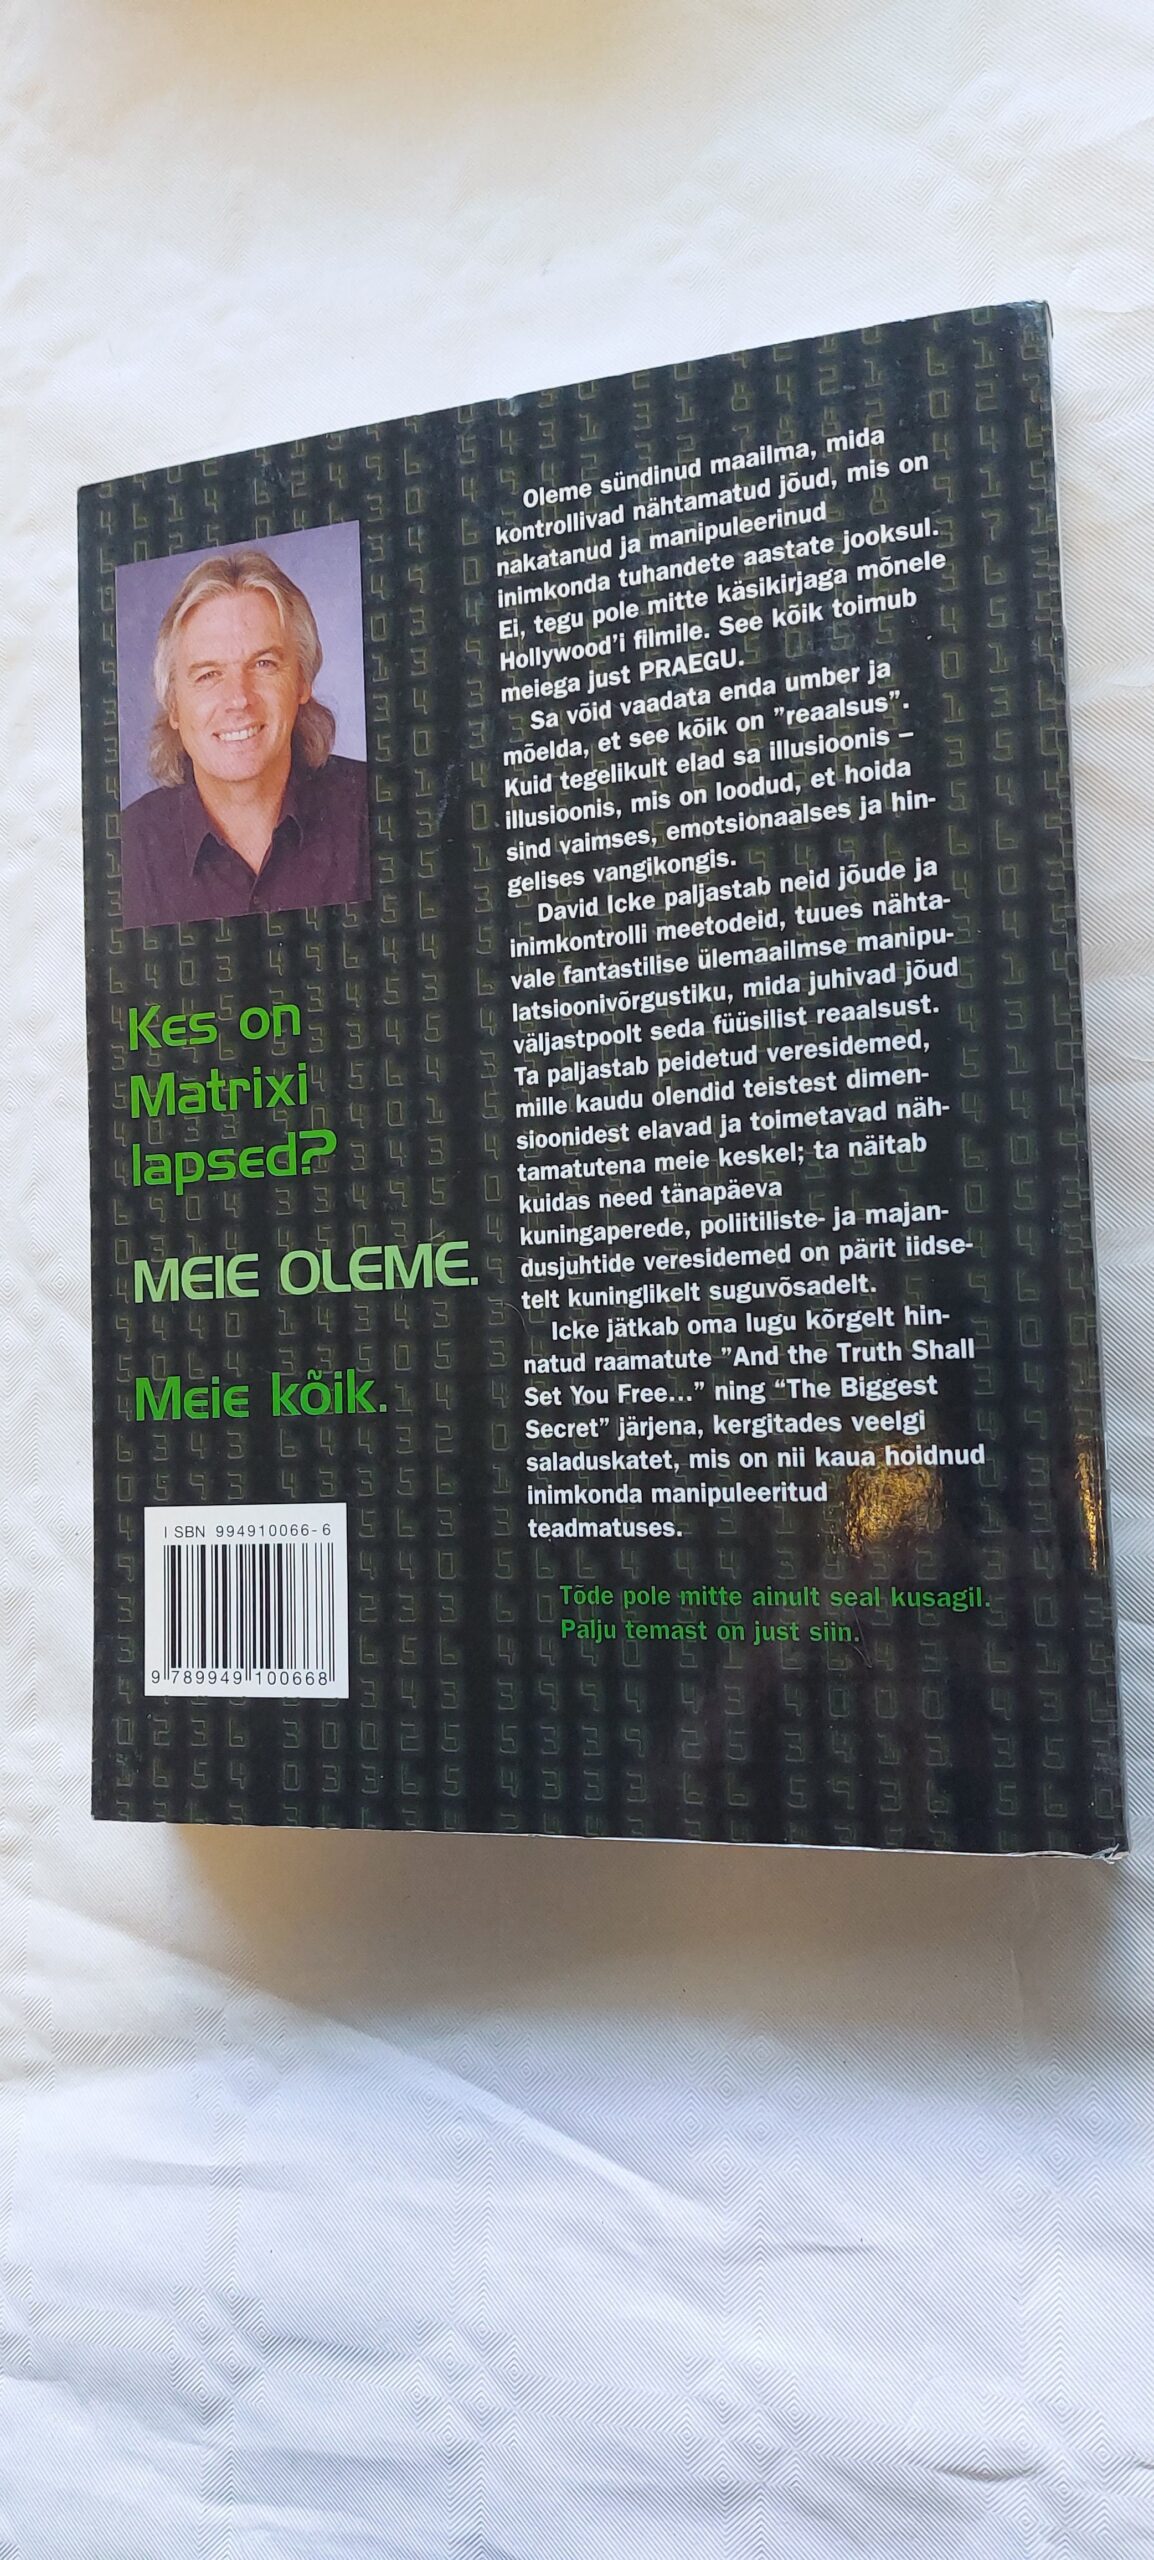 Oleme sündinud maailma, mida
kontrollivad nähtamatud jõud, mis on
nakatanud ja manipuleerinud
inimkonda tuhandete aastate jooksul.
Ei, tegu pole mitte käsikirjaga mõnele
Hollywood'i filmile. See kõik toimub
meiega just PRAEGU.
Sa võid vaadata enda umber ja
mõelda, et see kõik on ”reaalsus”.
Kuid tegelikult elad sa illusioonis –
illusioonis, mis on loodud, et hoida
sind vaimses, emotsionaalses ja hin-
gelises vangikongis.
David Icke paljastab neid jõude ja
inimkontrolli meetodeid, tuues nähta-
vale fantastilise ülemaailmse manipu-
latsioonivõrgustiku, mida juhivad jõud
väljastpoolt seda füüsilist reaalsust.
Ta paljastab peidetud veresidemed,
mille kaudu olendid teistest dimen-
sioonidest elavad ja toimetavad näh-
tamatutena meie keskel; ta näitab
kuidas need tänapäeva
kuningaperede, poliitiliste- ja majan-
dusjuhtide veresidemed on pärit iidse-
telt kuninglikelt suguvõsadelt.
Icke jätkab oma lugu kõrgelt hin-
natud raamatute ”And the Truth Shall
Set You Free...” ning “The Biggest
Secret” järjena, kergitades veelgi
saladuskatet, mis on nii kaua hoidnud
inimkonda manipuleeritud
teadmatuses.
Tõde pole mitte ainult seal kusagil.
Palju temast on just siin.
Kes on
Matrixi
lapsed?
MEIE OLEME.
Meie kõik.
ISBN 994910066-6
9 789949 100668